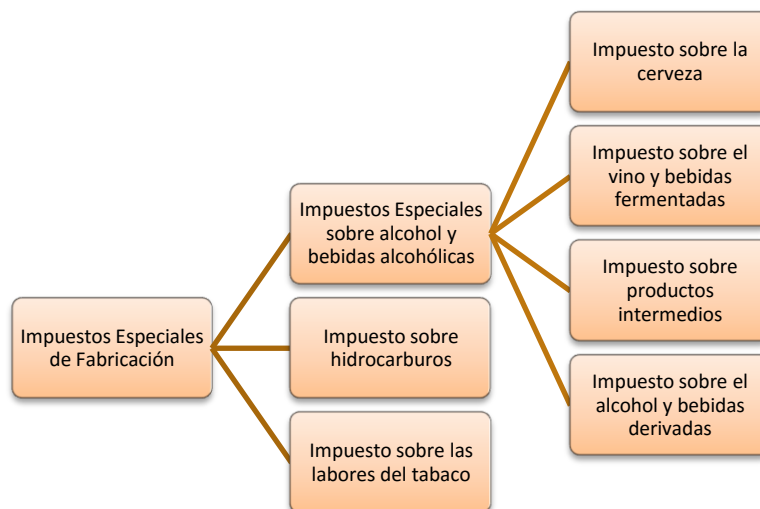 Impuestos Especiales
de Fabricación
Impuestos Especiales
sobre alcohol y
bebidas alcohólicas
Impuesto sobre
hidrocarburos
Impuesto sobre las
labores del tabaco
Impuesto sobre la
cerveza
Impuesto sobre el
vino y bebidas
fermentadas
Impuesto sobre
productos
intermedios
Impuesto sobre el
alcohol y bebidas
derivadas